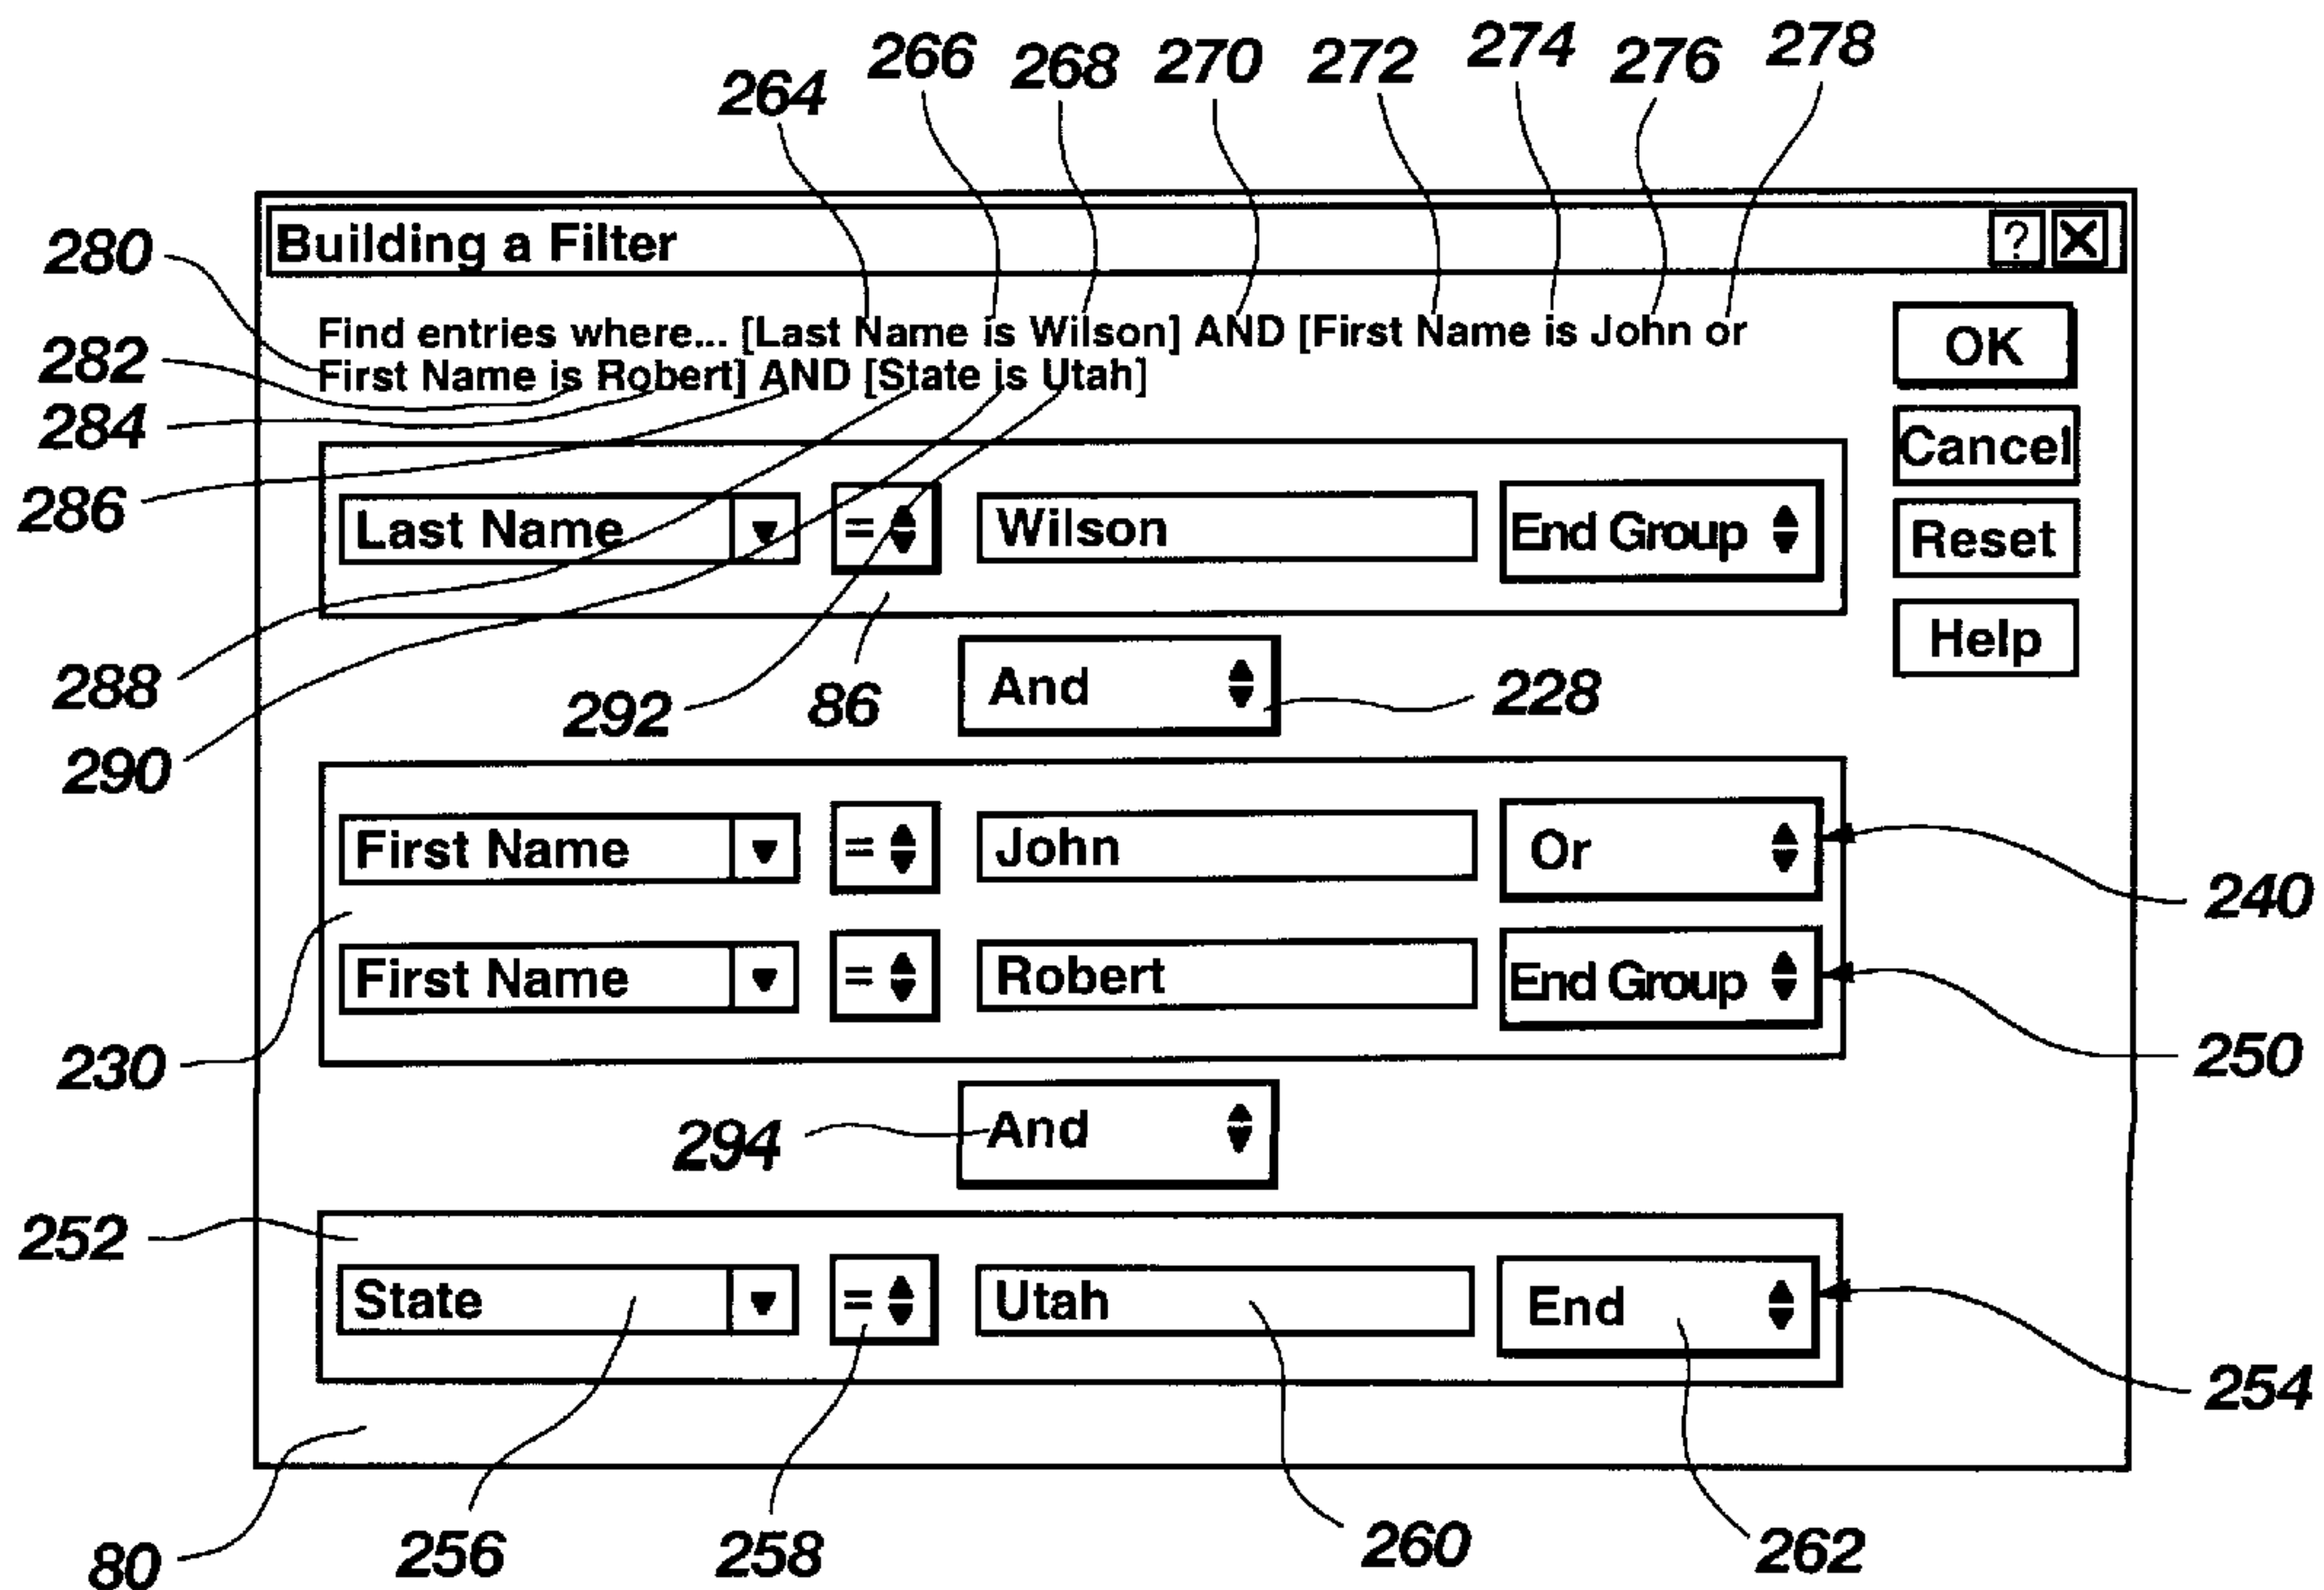 264 266 268 270 272 274 276 278
Building a Filter ?
280
Find entries where... [Last Name is Wilson] AND [First Name is John or
First Name is Robert] AND [State is Utah]
282
284
286
OK
Cancel
Reset
Help
Last Name = Wilson End Group
288
290
292
86
And
228
First Name = John Or
240
First Name = Robert End Group
250
230
294
And
252
State = Utah End
254
80 256 258 260 262